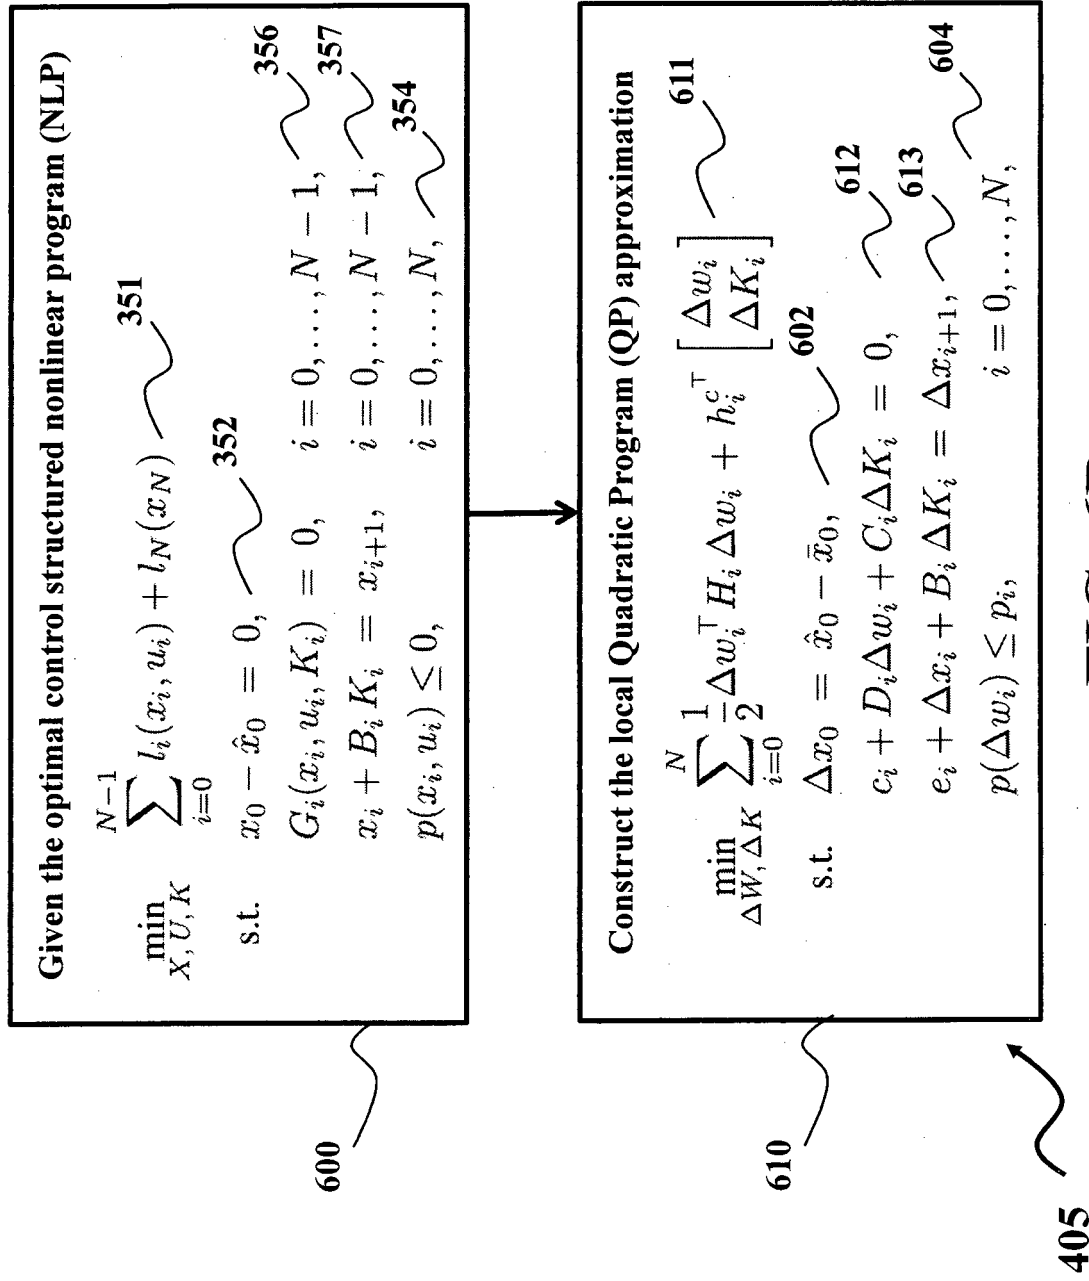 Given the optimal control structured nonlinear program (NLP)
min_{X, U, K} \sum_{i=0}^{N-1} l_i(x_i, u_i) + l_N(x_N) 351
s.t. x_0 − \hat{x}_0 = 0, 352
G_i(x_i, u_i, K_i) = 0, i = 0, . . . , N − 1, 356
x_i + B_i K_i = x_{i+1}, i = 0, . . . , N − 1, 357
p(x_i, u_i) ≤ 0, i = 0, . . . , N, 354
600
Construct the local Quadratic Program (QP) approximation
min_{ΔW, ΔK} \sum_{i=0}^{N} \frac{1}{2} Δw_i^⊤ H_i Δw_i + h_i^{c⊤} [Δw_i ; ΔK_i] 611
s.t. Δx_0 = \hat{x}_0 − \bar{x}_0, 602
c_i + D_i Δw_i + C_i ΔK_i = 0, 612
e_i + Δx_i + B_i ΔK_i = Δx_{i+1}, 613
p(Δw_i) ≤ p_i, i = 0, . . . , N, 604
610
405